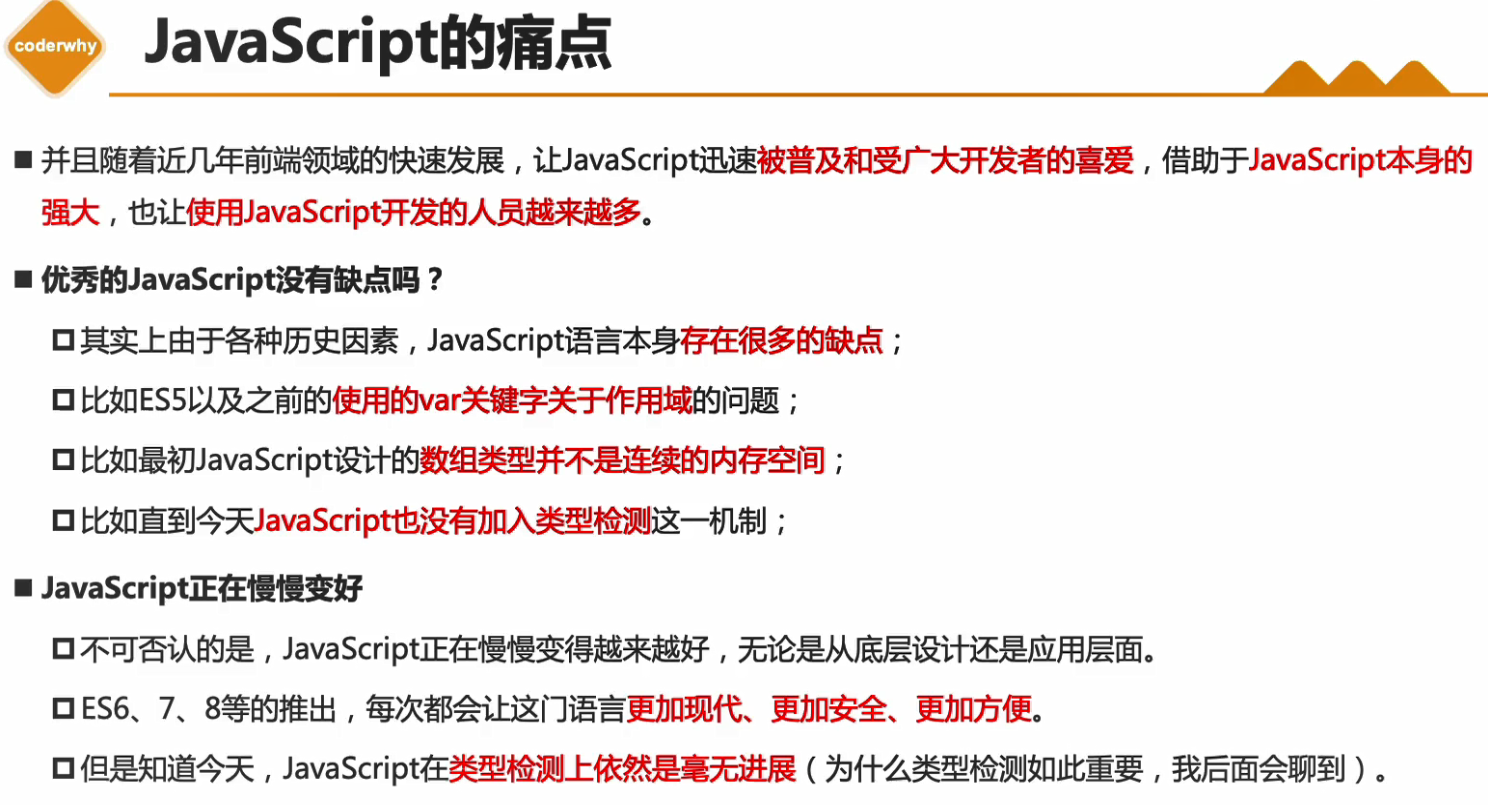 coderwhy
JavaScript的痛点
并且随着近几年前端领域的快速发展，让JavaScript迅速被普及和受广大开发者的喜爱，借助于JavaScript本身的
强大，也让使用JavaScript开发的人员越来越多。
优秀的JavaScript没有缺点吗？
其实上由于各种历史因素，JavaScript语言本身存在很多的缺点；
比如ES5以及之前的使用的var关键字关于作用域的问题；
比如最初JavaScript设计的数组类型并不是连续的内存空间；
比如直到今天JavaScript也没有加入类型检测这一机制；
JavaScript正在慢慢变好
不可否认的是，JavaScript正在慢慢变得越来越好，无论是从底层设计还是应用层面。
ES6、7、8等的推出，每次都会让这门语言更加现代、更加安全、更加方便。
但是知道今天，JavaScript在类型检测上依然是毫无进展（为什么类型检测如此重要，我后面会聊到）。